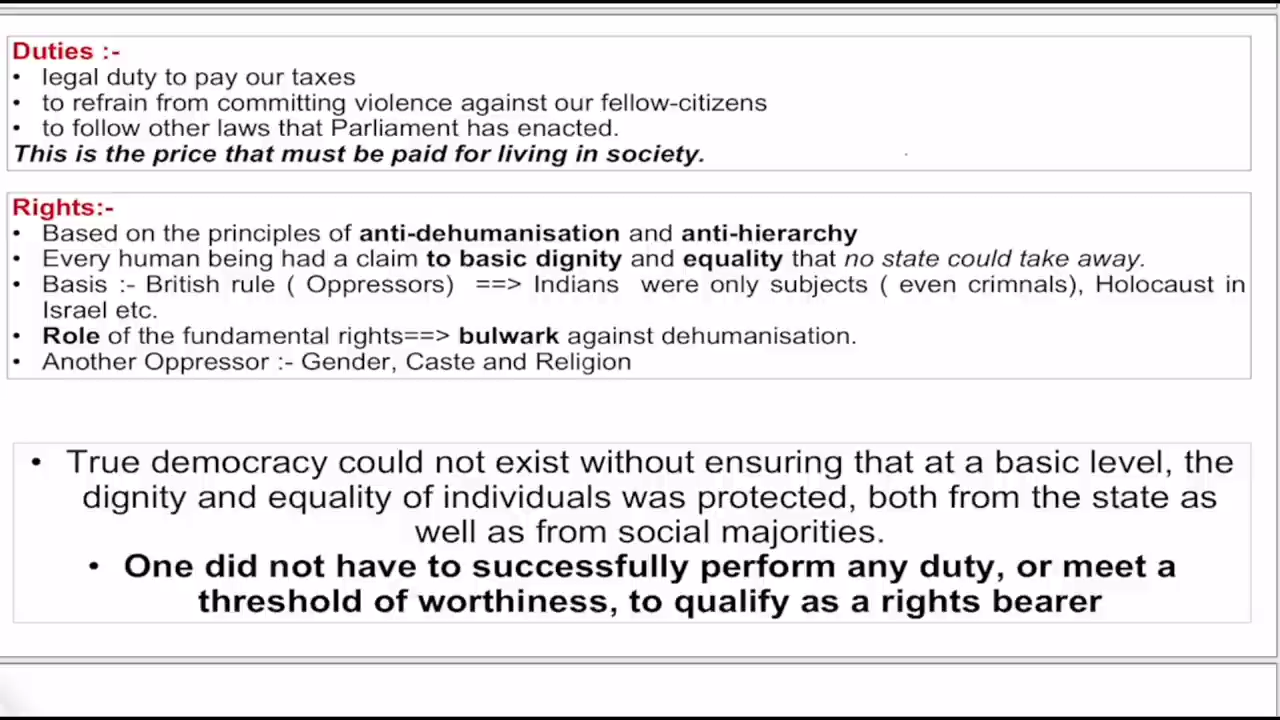 Duties :-
• legal duty to pay our taxes
• to refrain from committing violence against our fellow-citizens
• to follow other laws that Parliament has enacted.
This is the price that must be paid for living in society.
Rights:-
• Based on the principles of anti-dehumanisation and anti-hierarchy
• Every human being had a claim to basic dignity and equality that no state could take away.
• Basis :- British rule ( Oppressors) ==> Indians were only subjects ( even crimnals), Holocaust in
Israel etc.
• Role of the fundamental rights==> bulwark against dehumanisation.
• Another Oppressor :- Gender, Caste and Religion
• True democracy could not exist without ensuring that at a basic level, the
dignity and equality of individuals was protected, both from the state as
well as from social majorities.
• One did not have to successfully perform any duty, or meet a
threshold of worthiness, to qualify as a rights bearer